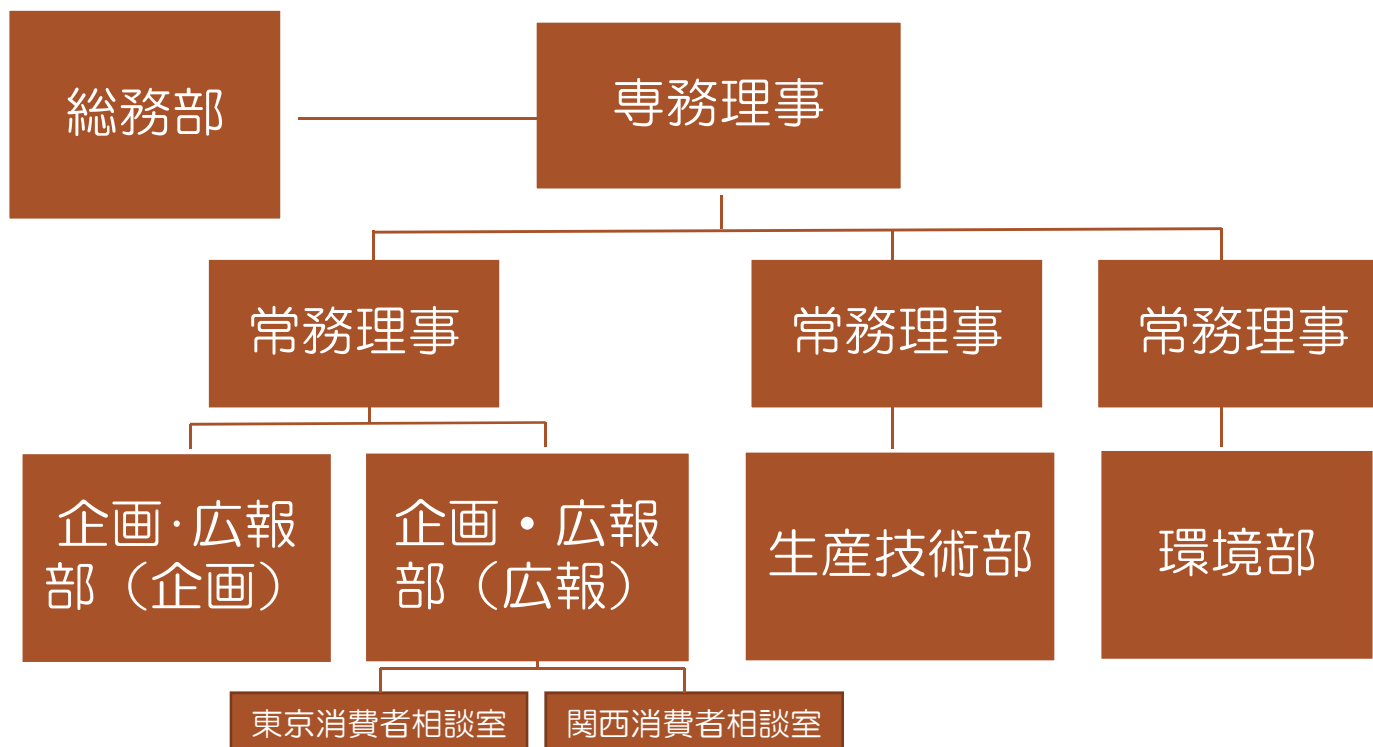 総務部
専務理事
常務理事
常務理事
常務理事
企画・広報
部（企画）
企画・広報
部（広報）
生産技術部
環境部
東京消費者相談室
関西消費者相談室